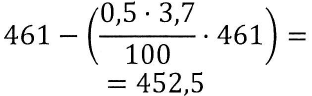 461 − (0,5 · 3,7 / 100 · 461) =
= 452,5